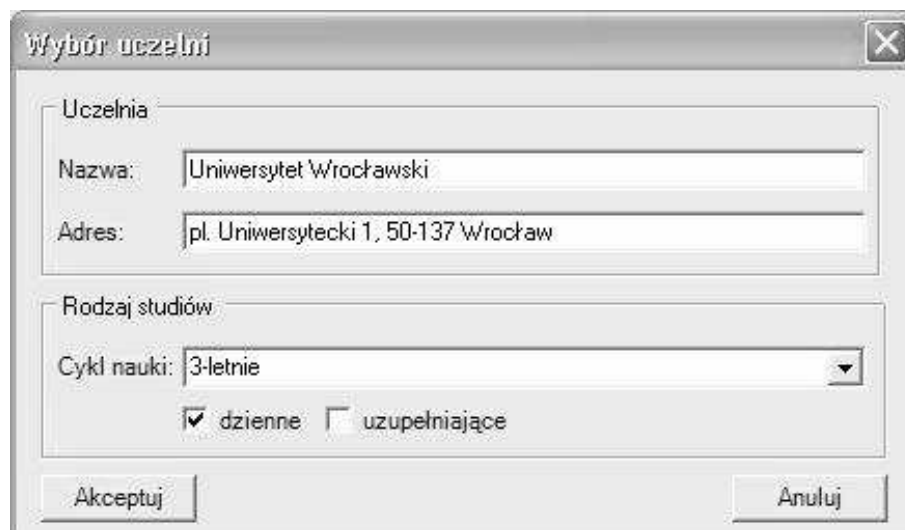 Wybór uczelni
Uczelnia
Nazwa: Uniwersytet Wrocławski
Adres: pl. Uniwersytecki 1, 50-137 Wrocław
Rodzaj studiów
Cykl nauki: 3-letnie
dzienne uzupełniające
Akceptuj Anuluj